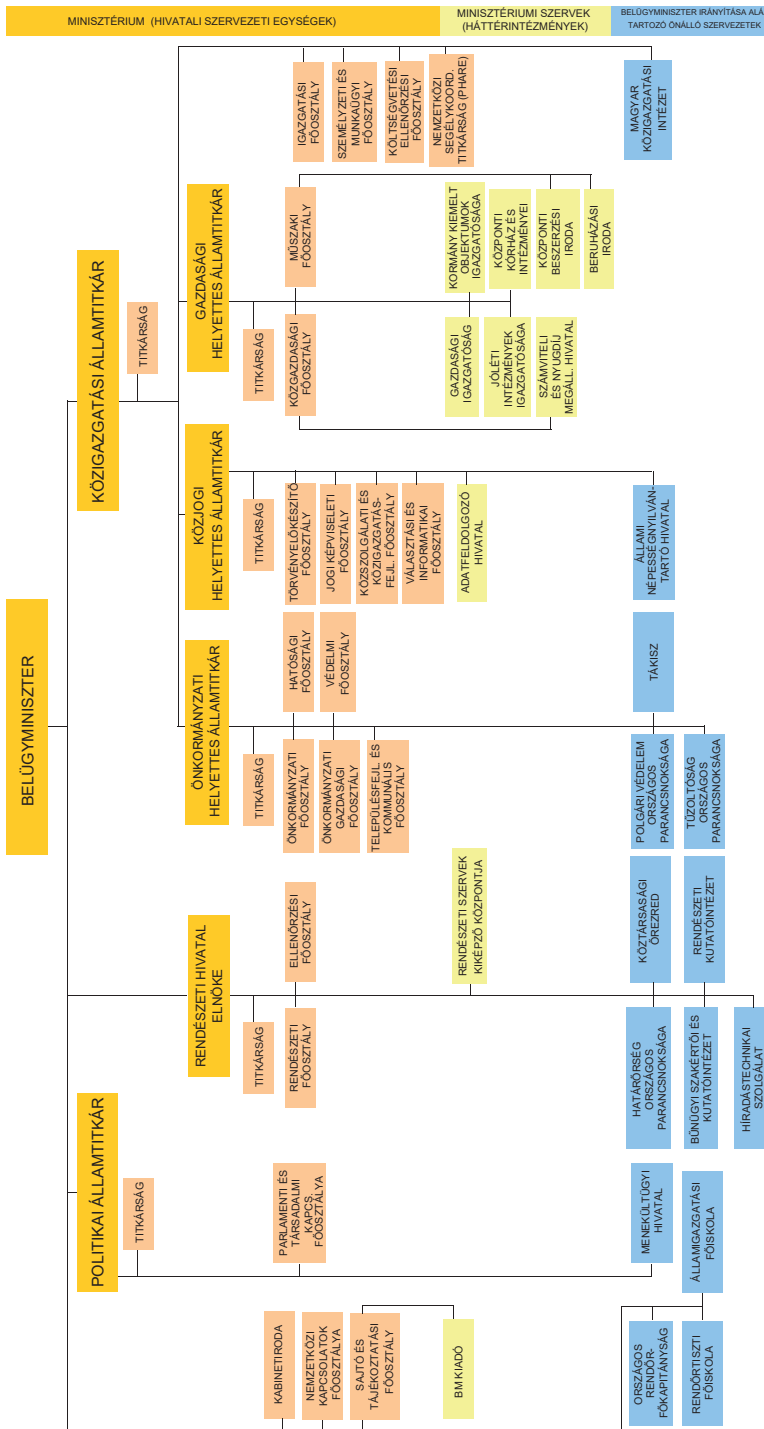 MINISZTÉRIUM (HIVATALI SZERVEZETI EGYSÉGEK)
MINISZTÉRIUMI SZERVEK
(HÁTTÉRINTÉZMÉNYEK)
BELÜGYMINISZTER IRÁNYÍTÁSA ALÁ
TARTOZÓ ÖNÁLLÓ SZERVEZETEK
BELÜGYMINISZTER
KÖZIGAZGATÁSI ÁLLAMTITKÁR
TITKÁRSÁG
IGAZGATÁSI
FŐOSZTÁLY
SZEMÉLYZETI ÉS
MUNKAÜGYI
FŐOSZTÁLY
KÖLTSÉGVETÉSI
ELLENŐRZÉSI
FŐOSZTÁLY
NEMZETKÖZI
SEGÉLYKOORD.
TITKÁRSÁG (PHARE)
MAGYAR
KÖZIGAZGATÁSI
INTÉZET
GAZDASÁGI
HELYETTES ÁLLAMTITKÁR
TITKÁRSÁG
MŰSZAKI
FŐOSZTÁLY
KÖZGAZDASÁGI
FŐOSZTÁLY
KORMÁNY KIEMELT
OBJEKTUMOK
IGAZGATÓSÁGA
KÖZPONTI
KÓRHÁZ ÉS
INTÉZMÉNYEI
KÖZPONTI
BESZERZÉSI
IRODA
BERUHÁZÁSI
IRODA
GAZDASÁGI
IGAZGATÓSÁG
JÓLÉTI
INTÉZMÉNYEK
IGAZGATÓSÁGA
SZÁMVITELI
ÉS NYUGDÍJ
MEGÁLL. HIVATAL
KÖZJOGI
HELYETTES ÁLLAMTITKÁR
TITKÁRSÁG
TÖRVÉNYELŐKÉSZÍTŐ
FŐOSZTÁLY
JOGI KÉPVISELETI
FŐOSZTÁLY
KÖZSZOLGÁLATI ÉS
KÖZIGAZGATÁS-
FEJL. FŐOSZTÁLY
VÁLASZTÁSI ÉS
INFORMATIKAI
FŐOSZTÁLY
ADATFELDOLGOZÓ
HIVATAL
ÁLLAMI
NÉPESSÉGNYILVÁN-
TARTÓ HIVATAL
ÖNKORMÁNYZATI
HELYETTES ÁLLAMTITKÁR
TITKÁRSÁG
HATÓSÁGI
FŐOSZTÁLY
VÉDELMI
FŐOSZTÁLY
ÖNKORMÁNYZATI
FŐOSZTÁLY
ÖNKORMÁNYZATI
GAZDASÁGI
FŐOSZTÁLY
TELEPÜLÉSFEJL. ÉS
KOMMUNÁLIS
FŐOSZTÁLY
TÁKISZ
POLGÁRI VÉDELEM
ORSZÁGOS
PARANCSNOKSÁGA
TŰZOLTÓSÁG
ORSZÁGOS
PARANCSNOKSÁGA
RENDÉSZETI HIVATAL
ELNÖKE
TITKÁRSÁG
ELLENŐRZÉSI
FŐOSZTÁLY
RENDÉSZETI
FŐOSZTÁLY
RENDÉSZETI SZERVEK
KIKÉPZŐ KÖZPONTJA
KÖZTÁRSASÁGI
ŐREZRED
RENDÉSZETI
KUTATÓINTÉZET
HATÁRŐRSÉG
ORSZÁGOS
PARANCSNOKSÁGA
BŰNÜGYI SZAKÉRTŐI ÉS
KUTATÓINTÉZET
HÍRADÁSTECHNIKAI
SZOLGÁLAT
POLITIKAI ÁLLAMTITKÁR
TITKÁRSÁG
PARLAMENTI ÉS
TÁRSADALMI
KAPCS.
FŐOSZTÁLYA
MENEKÜLTÜGYI
HIVATAL
ÁLLAMIGAZGATÁSI
FŐISKOLA
KABINETIRODA
NEMZETKÖZI
KAPCSOLATOK
FŐOSZTÁLYA
SAJTÓ ÉS
TÁJÉKOZTATÁSI
FŐOSZTÁLY
BM KIADÓ
ORSZÁGOS
RENDŐR-
FŐKAPITÁNYSÁG
RENDŐRTISZTI
FŐISKOLA